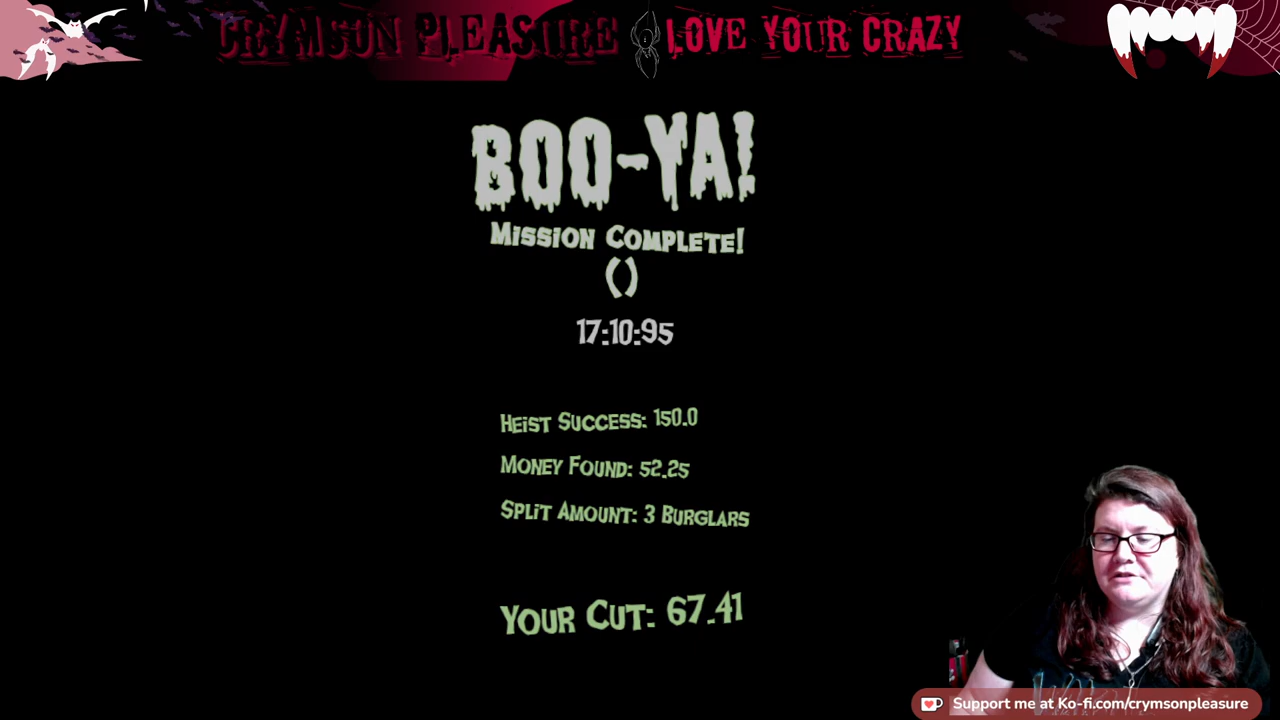 CRYMSON PLEASURE LOVE YOUR CRAZY
BOO-YA!
MISSION COMPLETE!
()
17:10:95
HEIST SUCCESS: 150.0
MONEY FOUND: 52.25
SPLIT AMOUNT: 3 BURGLARS
YOUR CUT: 67.41
Support me at Ko-fi.com/crymsonpleasure